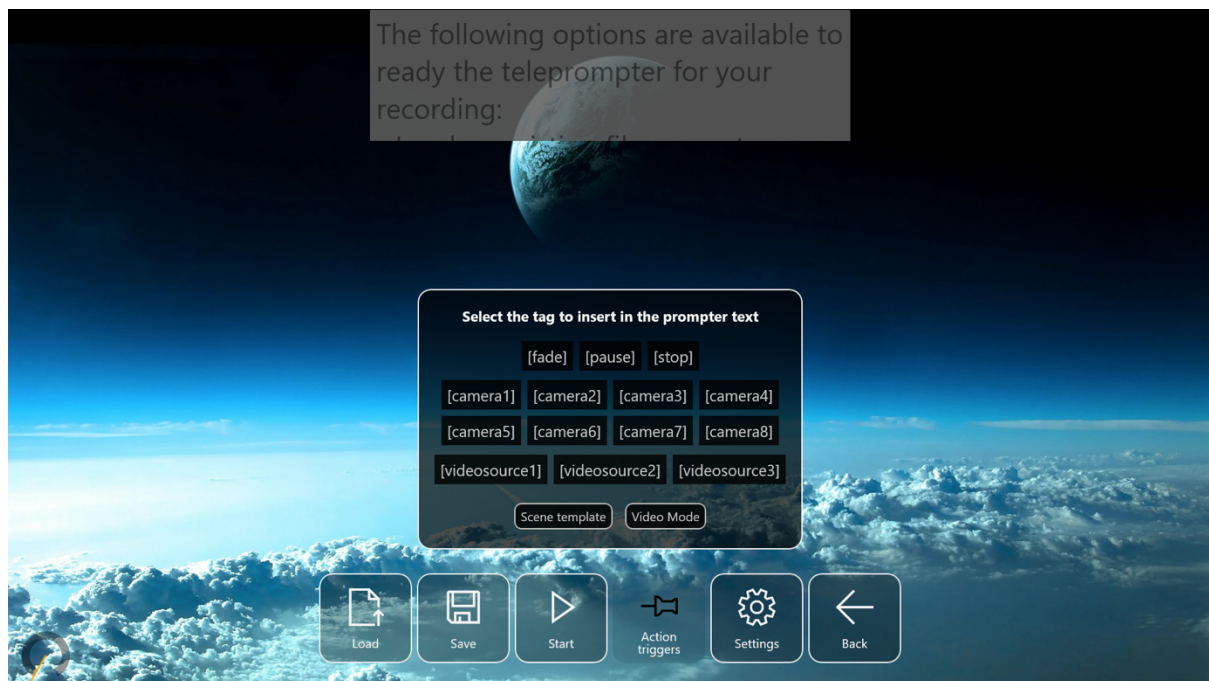 The following options are available to
ready the teleprompter for your
recording:
Select the tag to insert in the prompter text
[fade] [pause] [stop]
[camera1] [camera2] [camera3] [camera4]
[camera5] [camera6] [camera7] [camera8]
[videosource1] [videosource2] [videosource3]
Scene template Video Mode
Load Save Start Action triggers Settings Back